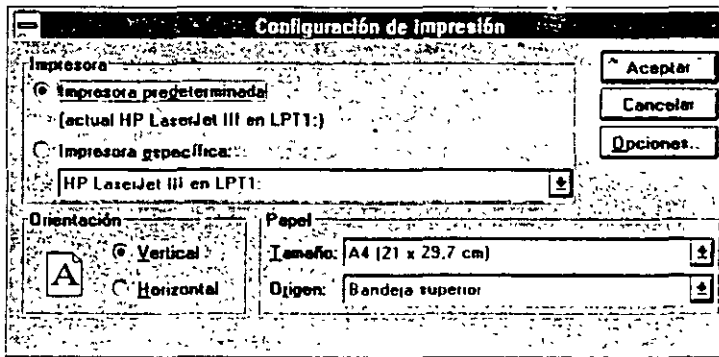 Configuración de impresión
Impresora
Impresora predeterminada
(actual HP LaserJet III en LPT1:)
Impresora específica:
HP LaserJet III en LPT1:
Aceptar
Cancelar
Opciones...
Orientación
A
Vertical
Horizontal
Papel
Tamaño: A4 (21 x 29,7 cm)
Origen: Bandeja superior